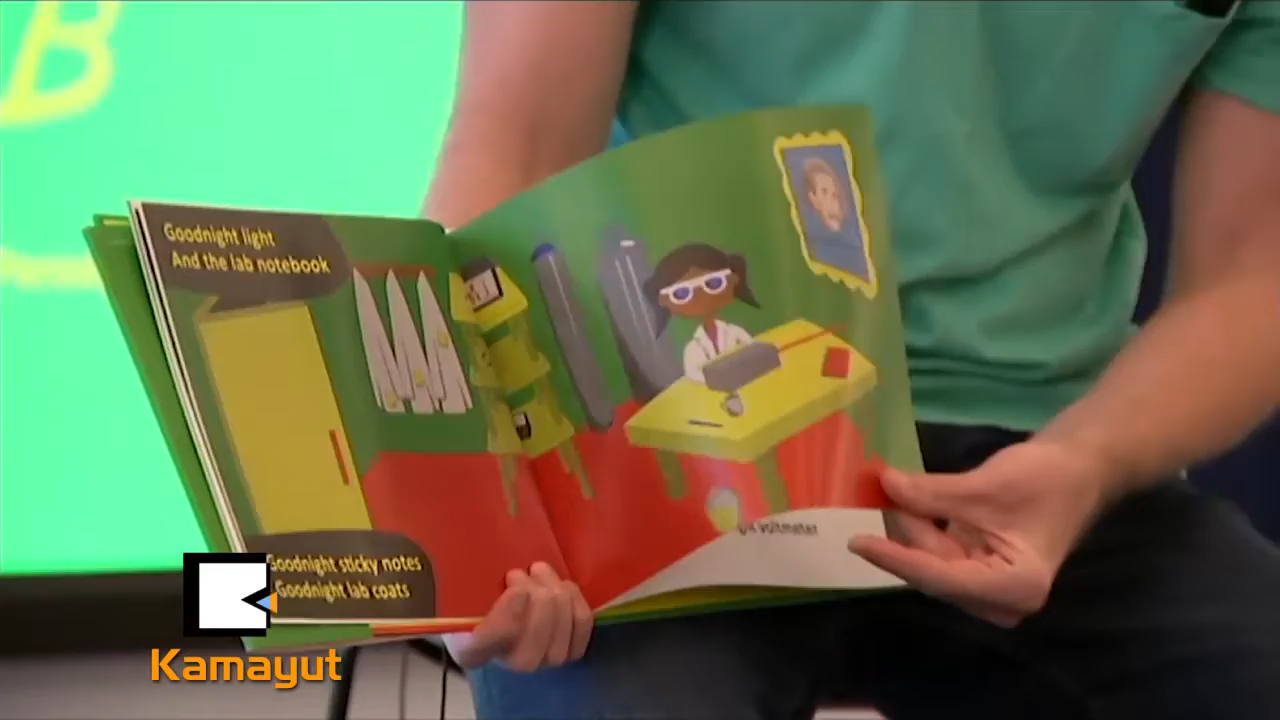 B
Goodnight light
And the lab notebook
Goodnight sticky notes
Goodnight lab coats
voltmeter
Kamayut